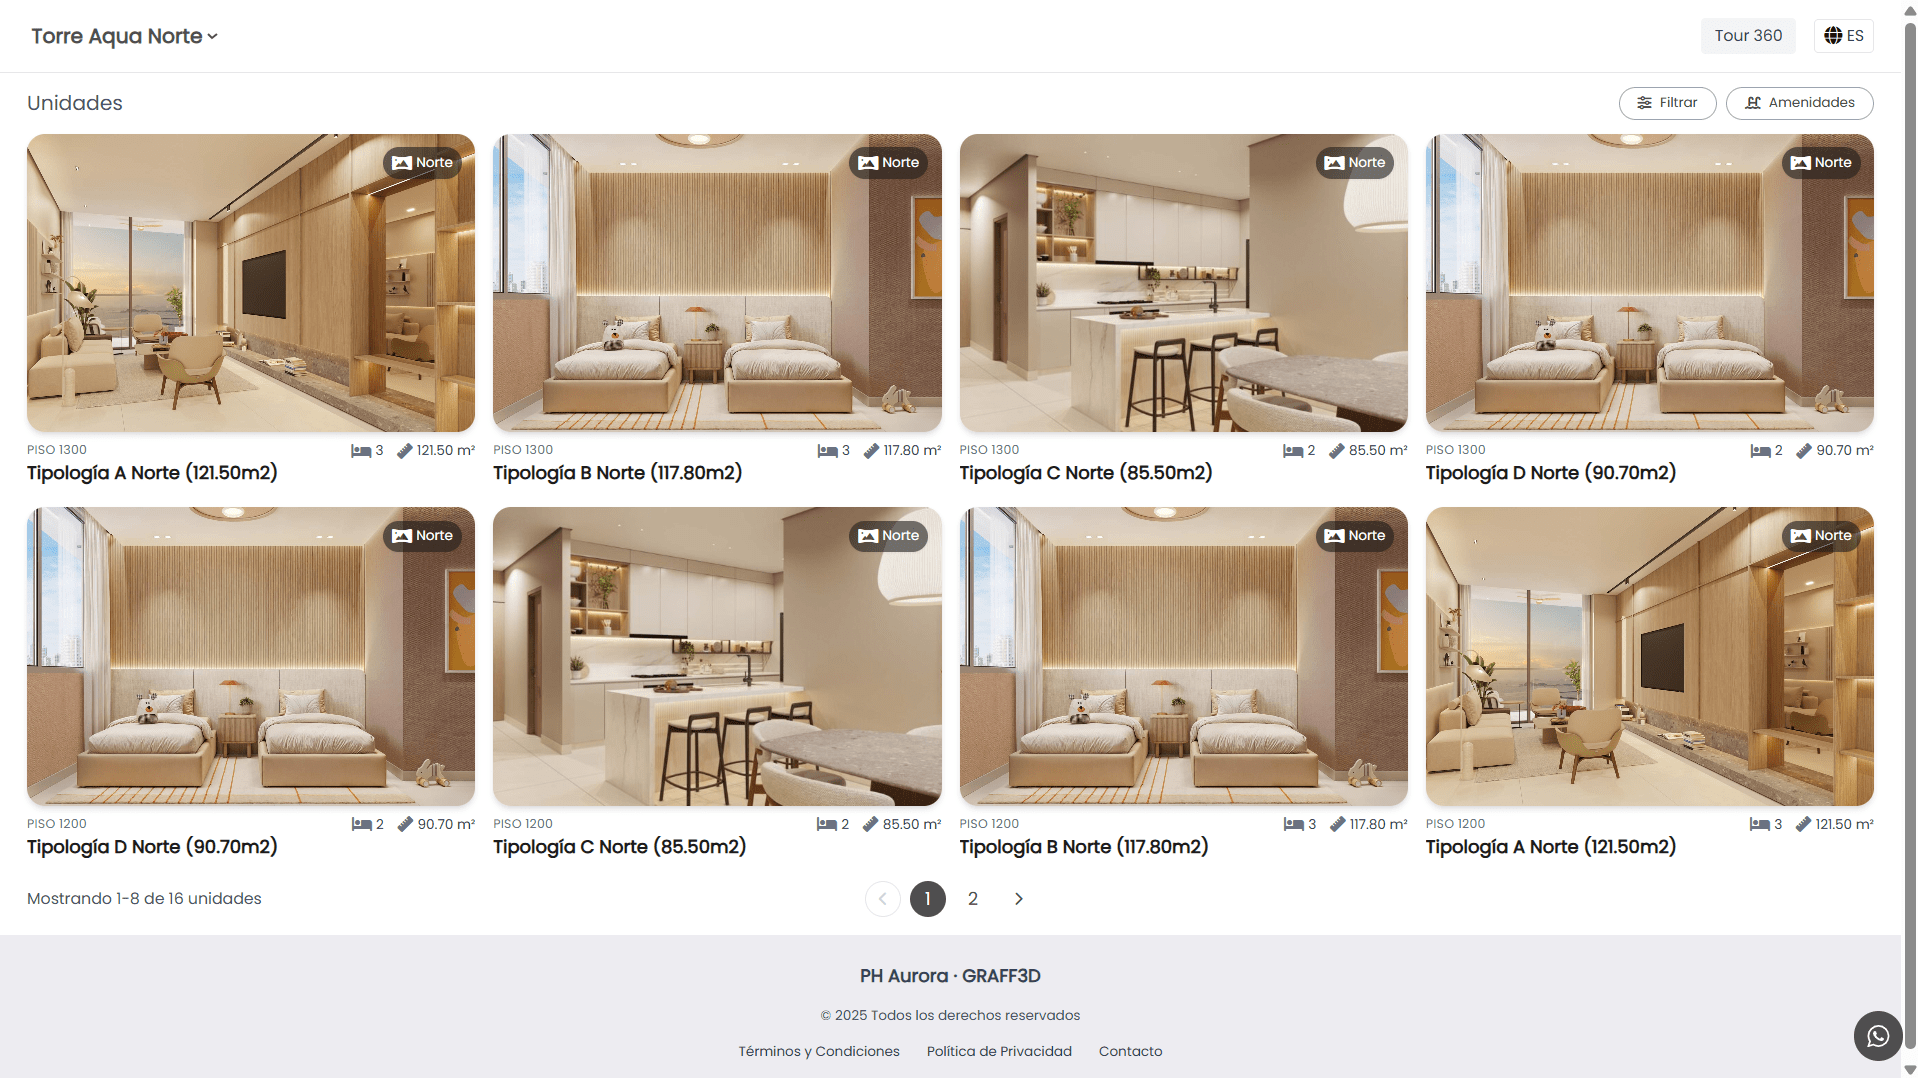 Torre Aqua Norte
Tour 360
ES
Unidades
Filtrar
Amenidades
Norte
Norte
Norte
Norte
PISO 1300
3
121.50 m²
Tipología A Norte (121.50m2)
PISO 1300
3
117.80 m²
Tipología B Norte (117.80m2)
PISO 1300
2
85.50 m²
Tipología C Norte (85.50m2)
PISO 1300
2
90.70 m²
Tipología D Norte (90.70m2)
Norte
Norte
Norte
Norte
PISO 1200
2
90.70 m²
Tipología D Norte (90.70m2)
PISO 1200
2
85.50 m²
Tipología C Norte (85.50m2)
PISO 1200
3
117.80 m²
Tipología B Norte (117.80m2)
PISO 1200
3
121.50 m²
Tipología A Norte (121.50m2)
Mostrando 1-8 de 16 unidades
1
2
PH Aurora · GRAFF3D
© 2025 Todos los derechos reservados
Términos y Condiciones
Política de Privacidad
Contacto